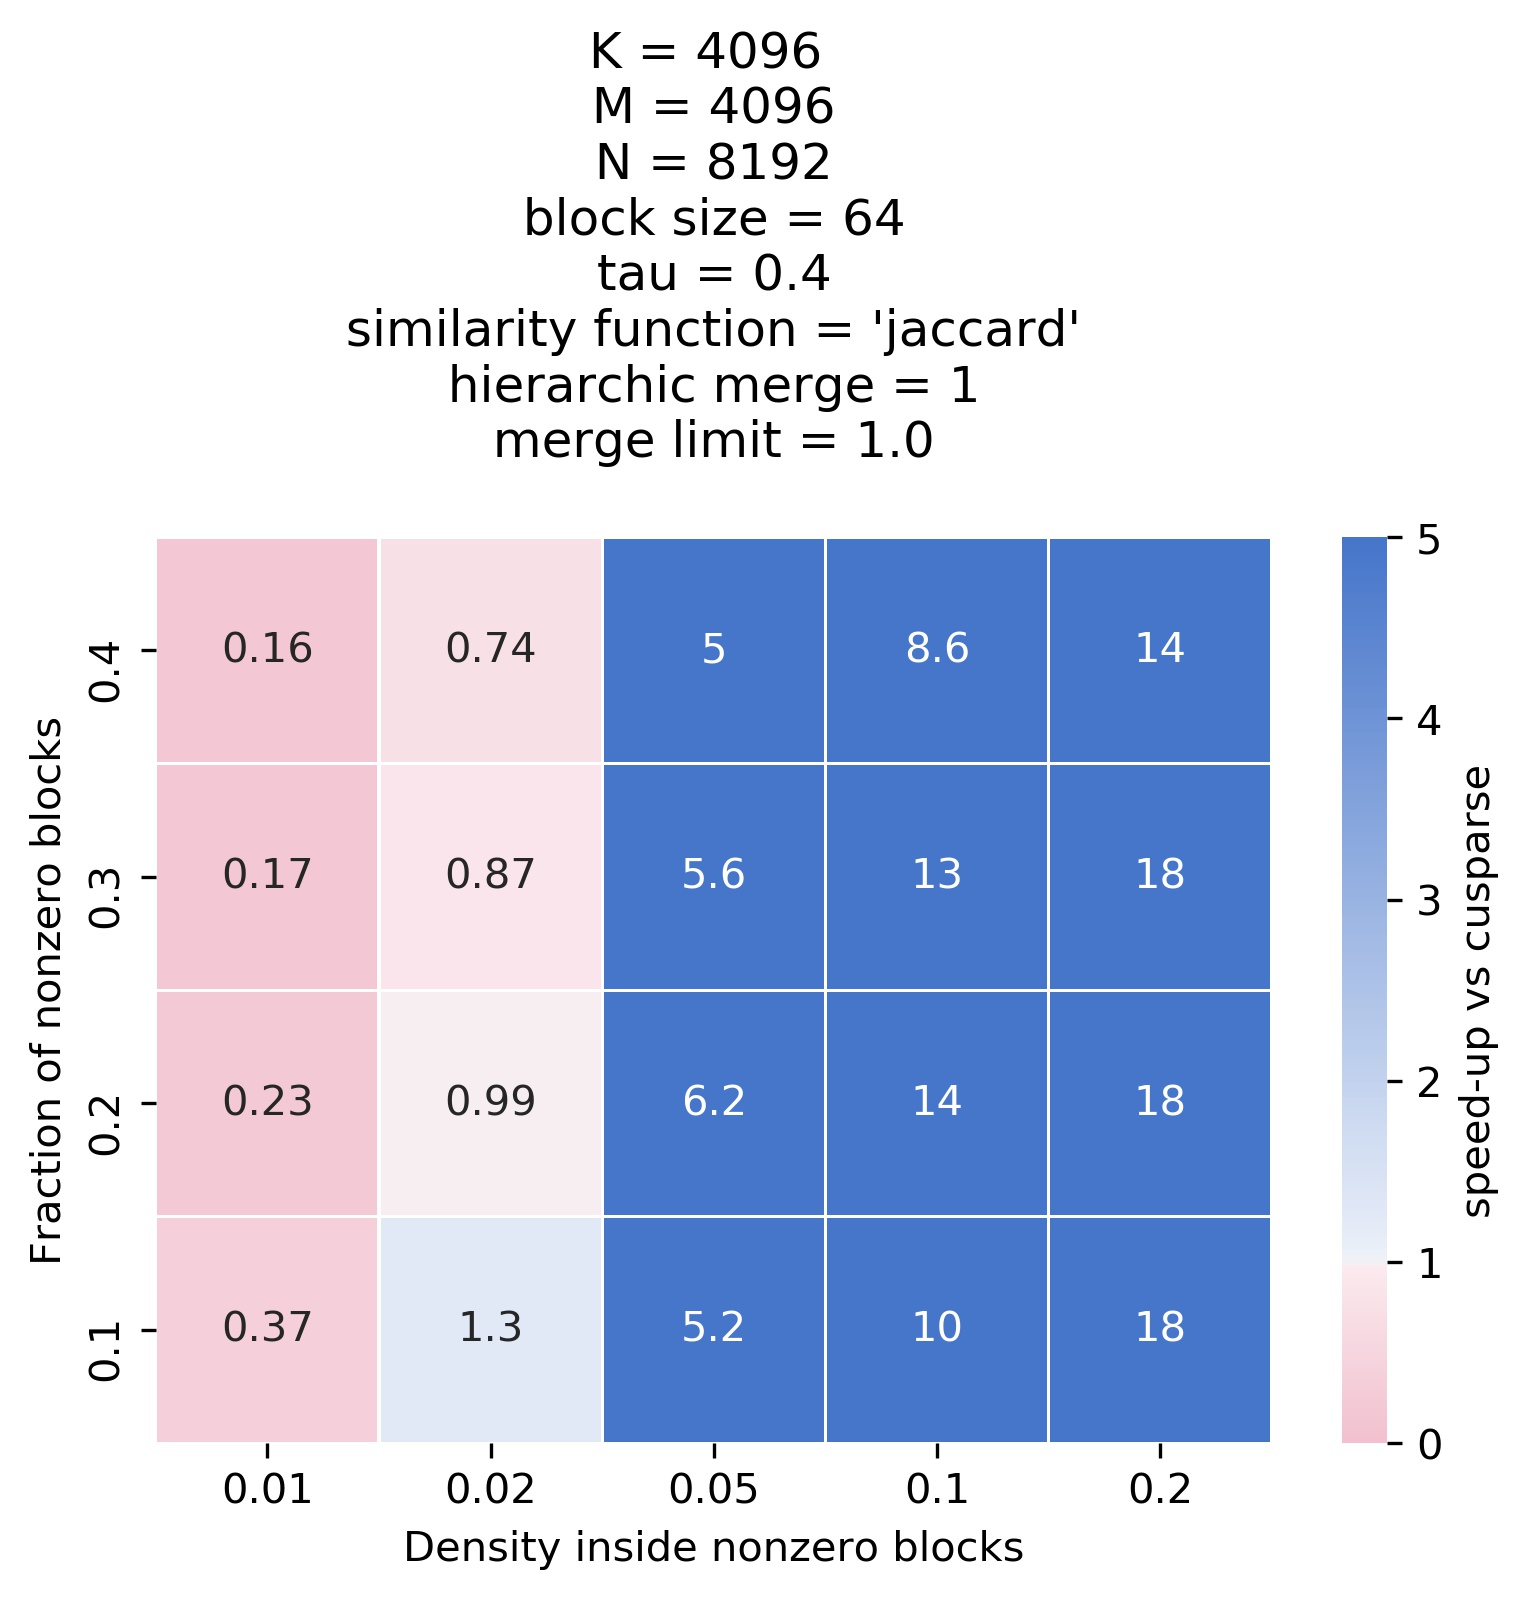 K = 4096
M = 4096
N = 8192
block size = 64
tau = 0.4
similarity function = 'jaccard'
hierarchic merge = 1
merge limit = 1.0
Fraction of nonzero blocks
0.4 0.16 0.74 5 8.6 14
0.3 0.17 0.87 5.6 13 18
0.2 0.23 0.99 6.2 14 18
0.1 0.37 1.3 5.2 10 18
0.01 0.02 0.05 0.1 0.2
Density inside nonzero blocks
5
4
3
2
1
0
speed-up vs cusparse